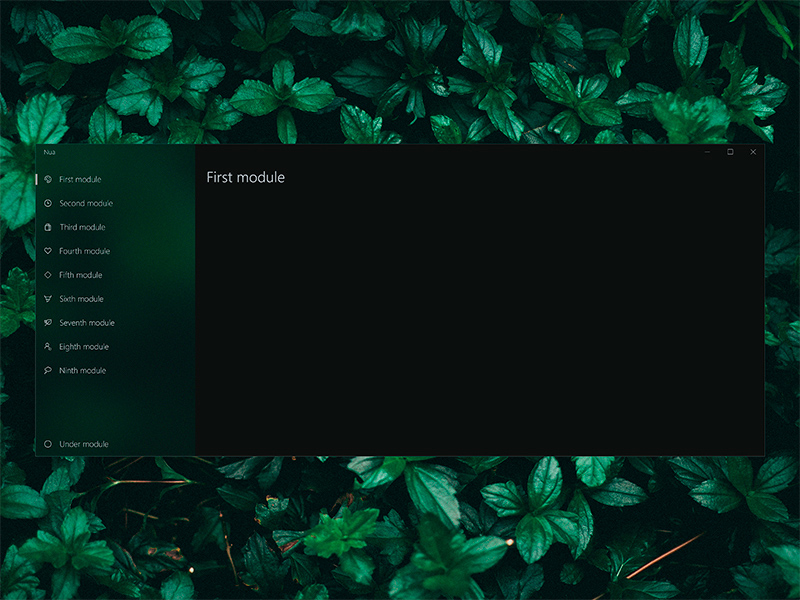 Nua
First module
First module
Second module
Third module
Fourth module
Fifth module
Sixth module
Seventh module
Eighth module
Ninth module
Under module